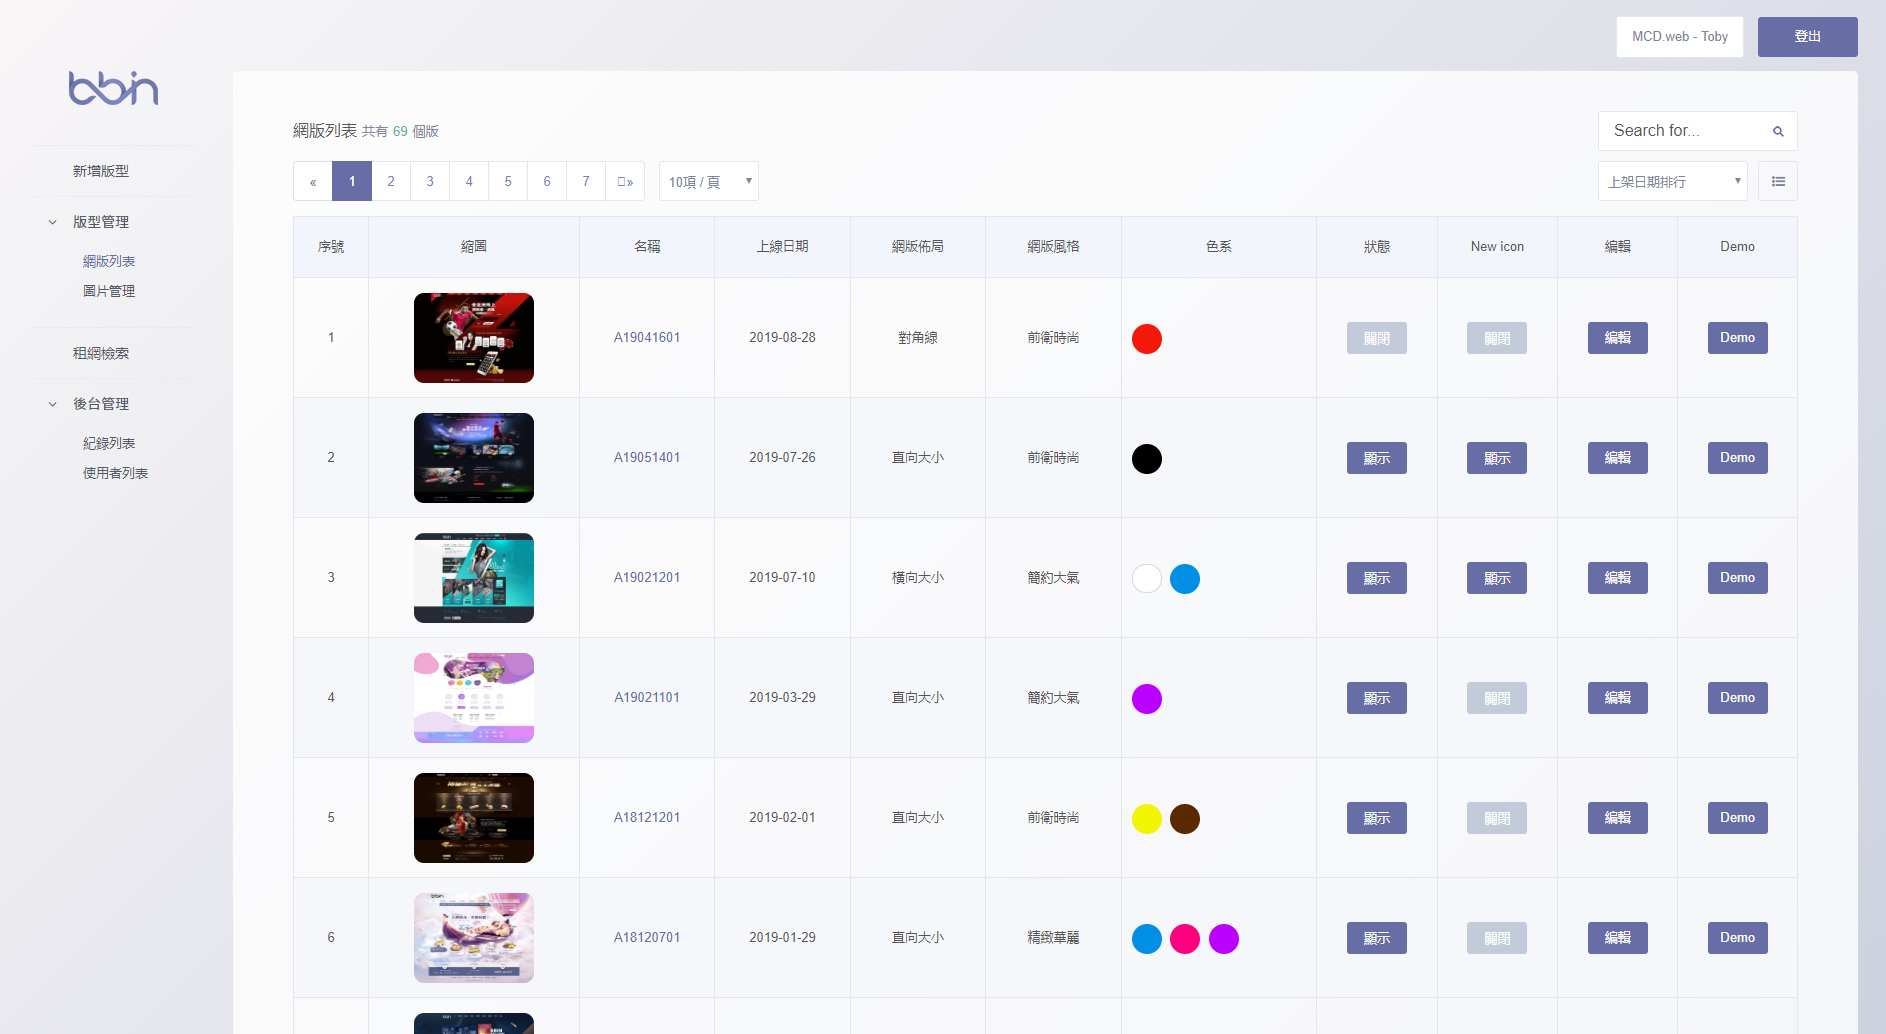 MCD.web - Toby
登出
bbin
新增版型
版型管理
網版列表
圖片管理
租網檢索
後台管理
紀錄列表
使用者列表
網版列表 共有 69 個版
Search for...
« 1 2 3 4 5 6 7 »
10項 / 頁
上架日期排行
序號 縮圖 名稱 上線日期 網版佈局 網版風格 色系 狀態 New icon 編輯 Demo
1 A19041601 2019-08-28 對角線 前衛時尚 關閉 關閉 編輯 Demo
2 A19051401 2019-07-26 直向大小 前衛時尚 顯示 顯示 編輯 Demo
3 A19021201 2019-07-10 橫向大小 簡約大氣 顯示 顯示 編輯 Demo
4 A19021101 2019-03-29 直向大小 簡約大氣 顯示 關閉 編輯 Demo
5 A18121201 2019-02-01 直向大小 前衛時尚 顯示 關閉 編輯 Demo
6 A18120701 2019-01-29 直向大小 精緻華麗 顯示 關閉 編輯 Demo